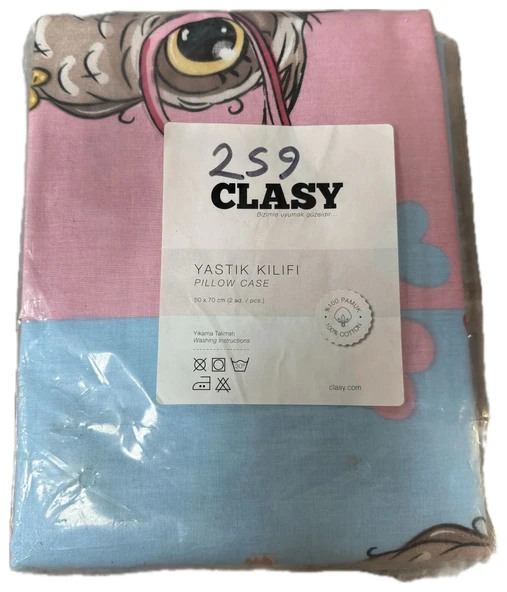 259
CLASY
Bizimle uyumak güzeldir...
YASTIK KILIFI
PILLOW CASE
50 x 70 cm (2 ad. / pcs.)
%100 PAMUK
100% COTTON
Yıkama Talimatı
Washing Instructions
clasy.com